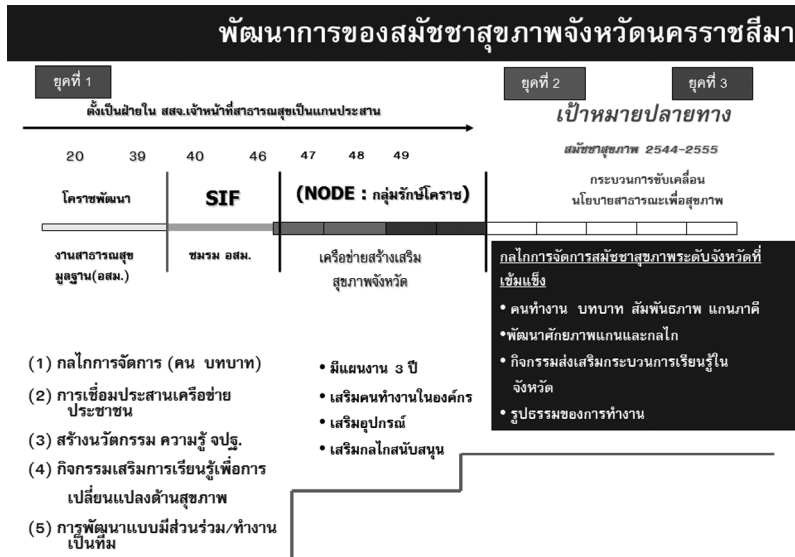 พัฒนาการของสมัชชาสุขภาพจังหวัดนครราชสีมา
ยุคที่ 1
ยุคที่ 2
ยุคที่ 3
ตั้งเป็นฝ่ายใน สสจ.เจ้าหน้าที่สาธารณสุขเป็นแกนประสาน
เป้าหมายปลายทาง
สมัชชาสุขภาพ 2544-2555
20 39 40 46 47 48 49
กระบวนการขับเคลื่อน
นโยบายสาธารณะเพื่อสุขภาพ
โคราชพัฒนา
SIF
(NODE : กลุ่มรักษ์โคราช)
งานสาธารณสุข
มูลฐาน(อสม.)
ชมรม อสม.
เครือข่ายสร้างเสริม
สุขภาพจังหวัด
กลไกการจัดการสมัชชาสุขภาพระดับจังหวัดที่
เข้มแข็ง
• คนทำงาน บทบาท สัมพันธภาพ แกนภาคี
•พัฒนาศักยภาพแกนและกลไก
• กิจกรรมส่งเสริมกระบวนการเรียนรู้ใน
จังหวัด
• รูปธรรมของการทำงาน
(1) กลไกการจัดการ (คน บทบาท)
(2) การเชื่อมประสานเครือข่าย
ประชาชน
(3) สร้างนวัตกรรม ความรู้ จปฐ.
(4) กิจกรรมเสริมการเรียนรู้เพื่อการ
เปลี่ยนแปลงด้านสุขภาพ
(5) การพัฒนาแบบมีส่วนร่วม/ทำงาน
เป็นทีม
• มีแผนงาน 3 ปี
• เสริมคนทำงานในองค์กร
• เสริมอุปกรณ์
• เสริมกลไกสนับสนุน